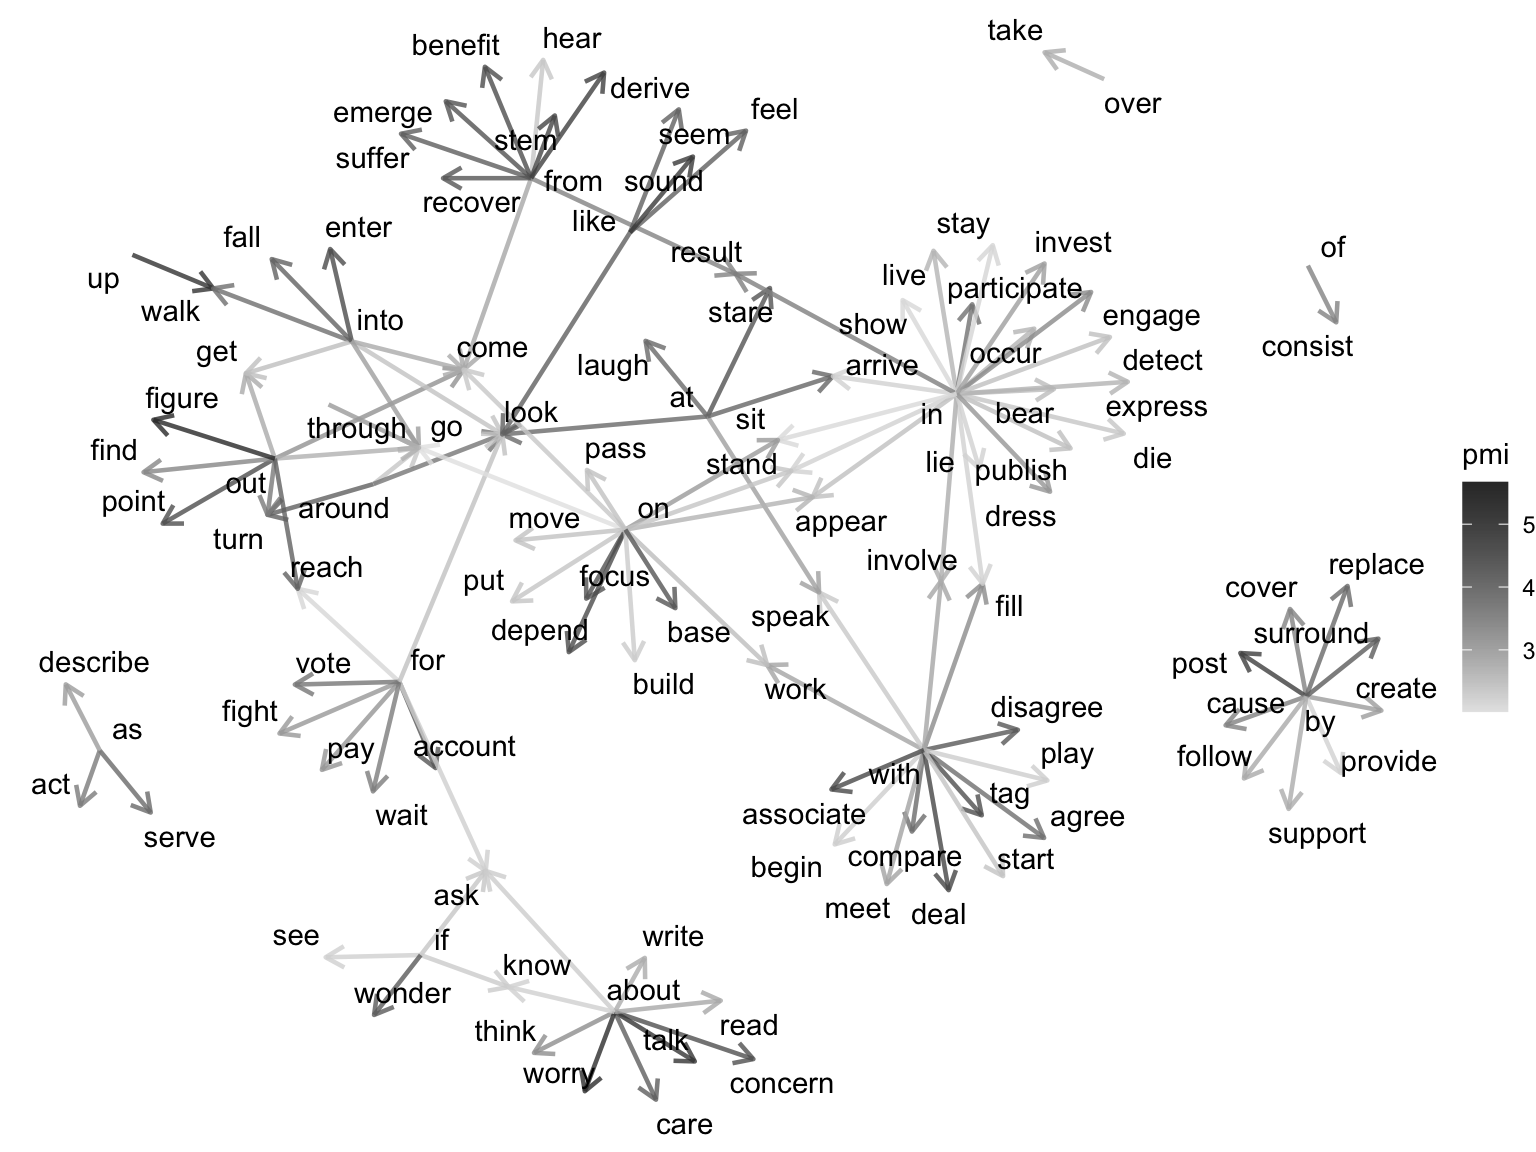 take
hear
benefit
derive
over
feel
emerge
seem
stem
suffer
from
sound
recover
like
stay
enter
fall
invest
of
result
live
up
participate
walk
stare
engage
into
show
consist
come
get
occur
detect
laugh
arrive
figure
at
express
look
in
bear
sit
through
go
find
pass
pmi
die
stand
lie
publish
out
point
around
on
5
move
appear
dress
turn
involve
reach
replace
put
focus
cover
4
fill
speak
depend
base
surround
3
describe
vote
for
post
build
work
create
cause
fight
disagree
as
by
pay
account
play
follow
provide
with
act
tag
wait
associate
agree
serve
support
compare
start
begin
ask
meet
deal
see
if
write
know
about
wonder
think
talk
read
worry
concern
care